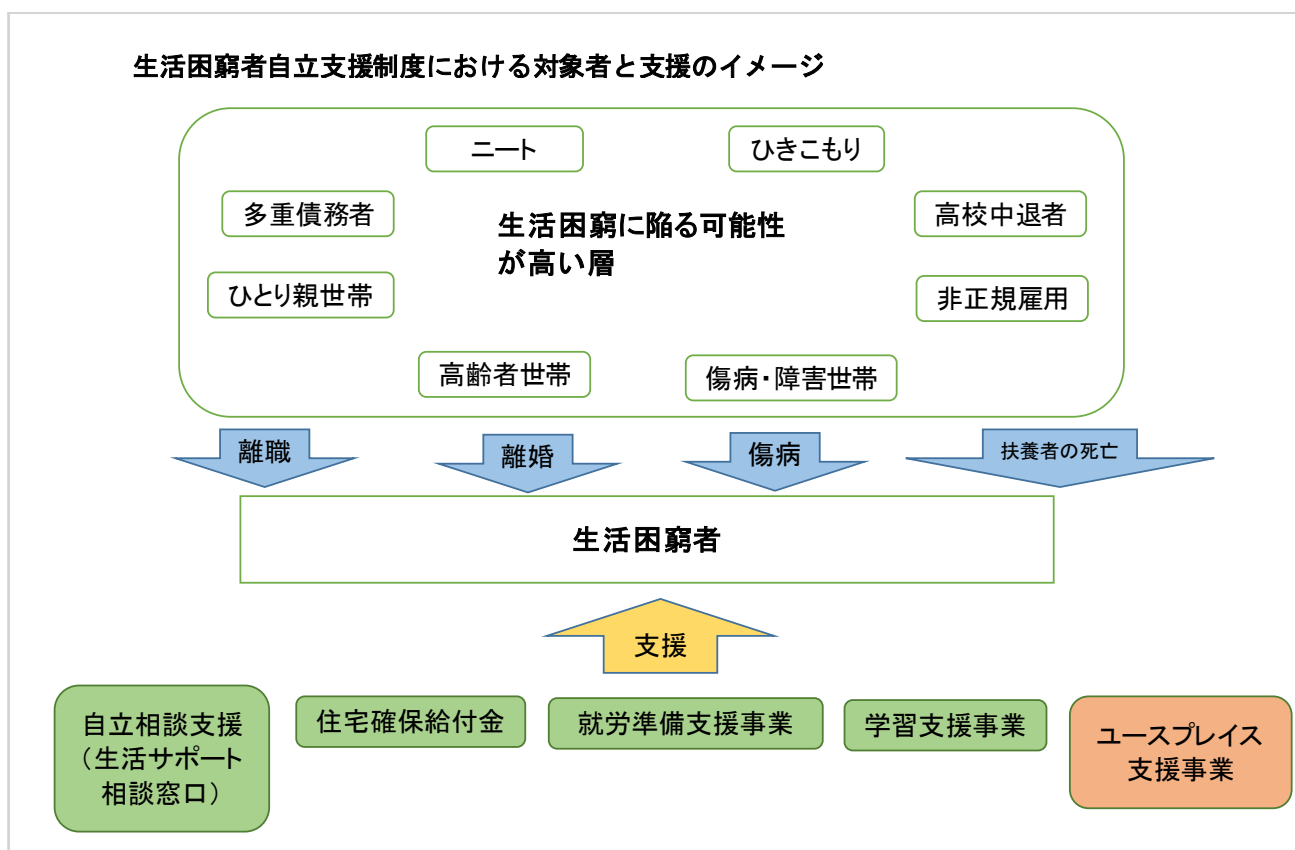 生活困窮者自立支援制度における対象者と支援のイメージ
ニート
ひきこもり
多重債務者
生活困窮に陥る可能性
が高い層
高校中退者
ひとり親世帯
非正規雇用
高齢者世帯
傷病・障害世帯
離職
離婚
傷病
扶養者の死亡
生活困窮者
支援
自立相談支援
（生活サポート
相談窓口）
住宅確保給付金
就労準備支援事業
学習支援事業
ユースプレイス
支援事業